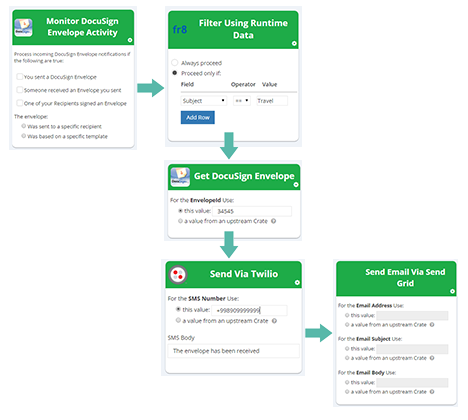 Monitor DocuSign
Envelope Activity
Process incoming DocuSign Envelope notifications if
the following are true:
You sent a DocuSign Envelope
Someone received an Envelope you sent
One of your Recipients signed an Envelope
The envelope:
Was sent to a specific recipient
Was based on a specific template
fr8
Filter Using Runtime
Data
Always proceed
Proceed only if:
Field Operator Value
Subject == Travel
Add Row
Get DocuSign Envelope
For the EnvelopeId Use:
this value: 34545
a value from an upstream Crate
Send Via Twilio
For the SMS Number Use:
this value: +998909999999
a value from an upstream Crate
SMS Body
The envelope has been received
Send Email Via Send
Grid
For the Email Address Use:
this value:
a value from an upstream Crate
For the Email Subject Use:
this value:
a value from an upstream Crate
For the Email Body Use:
this value:
a value from an upstream Crate